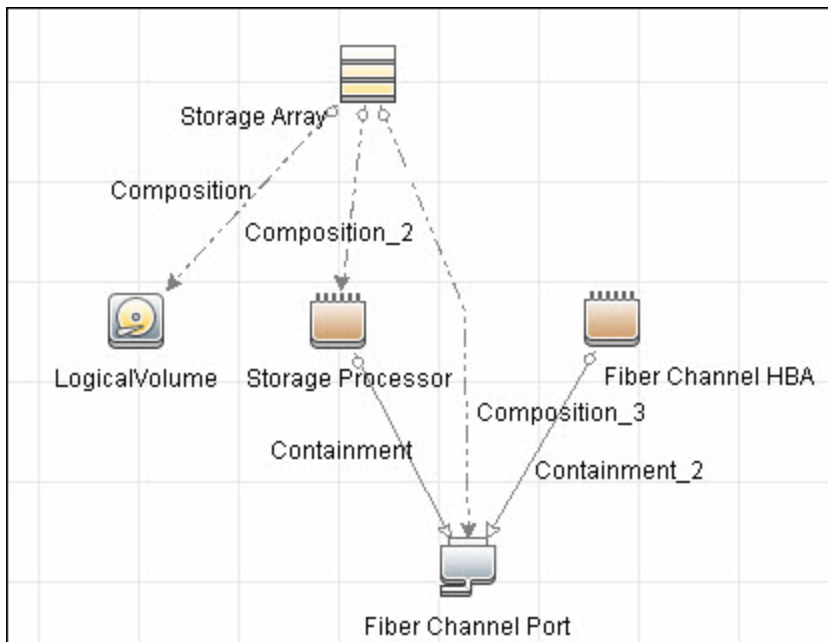 Storage Array
Composition
Composition_2
LogicalVolume
Storage Processor
Fiber Channel HBA
Composition_3
Containment
Containment_2
Fiber Channel Port